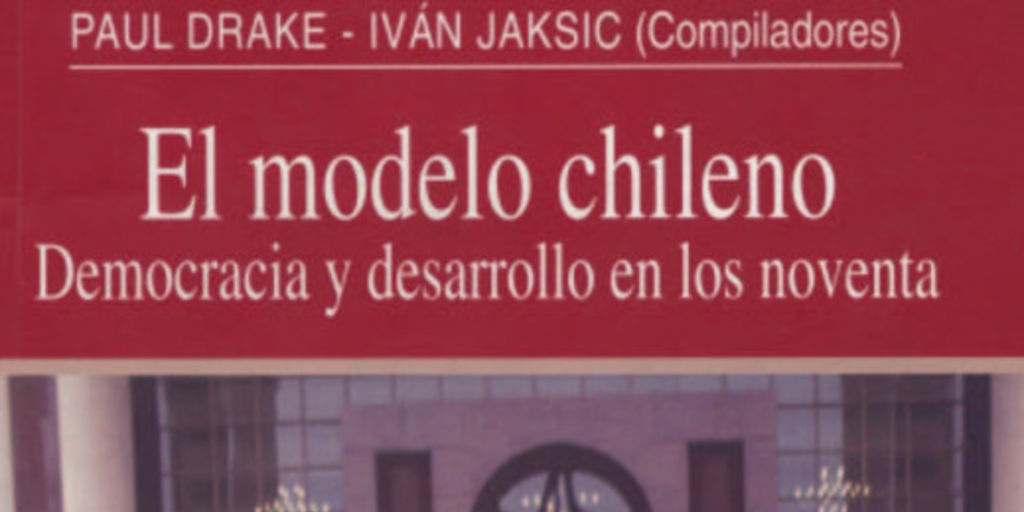 PAUL DRAKE - IVÁN JAKSIC (Compiladores)
El modelo chileno
Democracia y desarrollo en los noventa